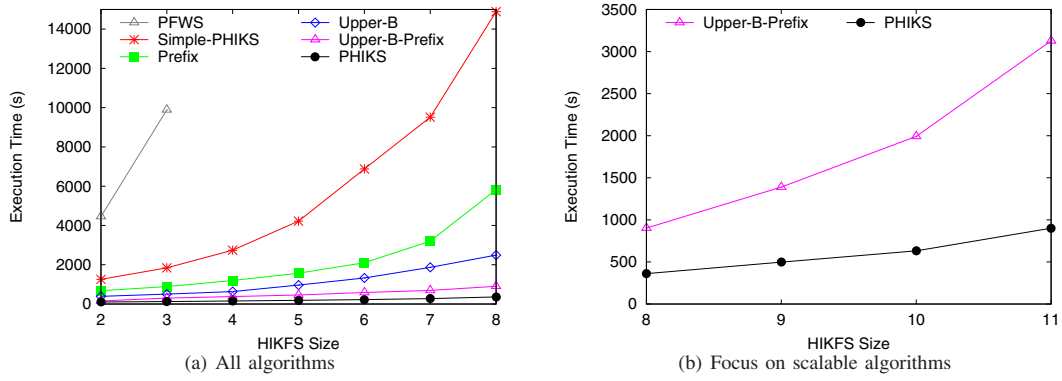 PFWS
Simple-PHIKS
Prefix
Upper-B
Upper-B-Prefix
PHIKS
Execution Time (s)
14000
12000
10000
8000
6000
4000
2000
0
2 3 4 5 6 7 8
HIKFS Size
(a) All algorithms
Upper-B-Prefix
PHIKS
Execution Time (s)
3500
3000
2500
2000
1500
1000
500
0
8 9 10 11
HIKFS Size
(b) Focus on scalable algorithms